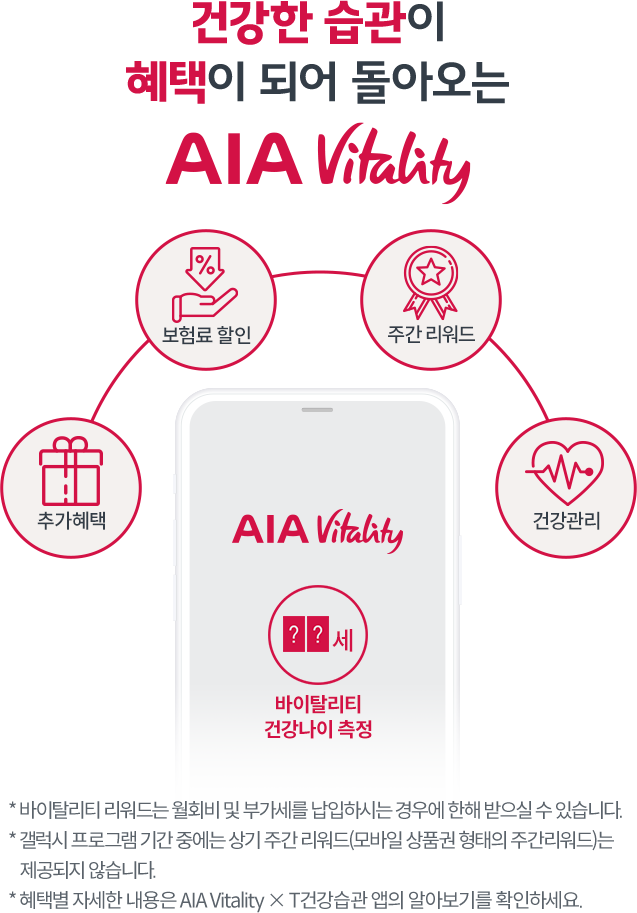 건강한 습관이
혜택이 되어 돌아오는
AIA Vitality
%
보험료 할인
주간 리워드
추가혜택
건강관리
AIA Vitality
? ? 세
바이탈리티
건강나이 측정
* 바이탈리티 리워드는 월회비 및 부가세를 납입하시는 경우에 한해 받으실 수 있습니다.
* 갤럭시 프로그램 기간 중에는 상기 주간 리워드(모바일 상품권 형태의 주간리워드)는
제공되지 않습니다.
* 혜택별 자세한 내용은 AIA Vitality × T건강습관 앱의 알아보기를 확인하세요.